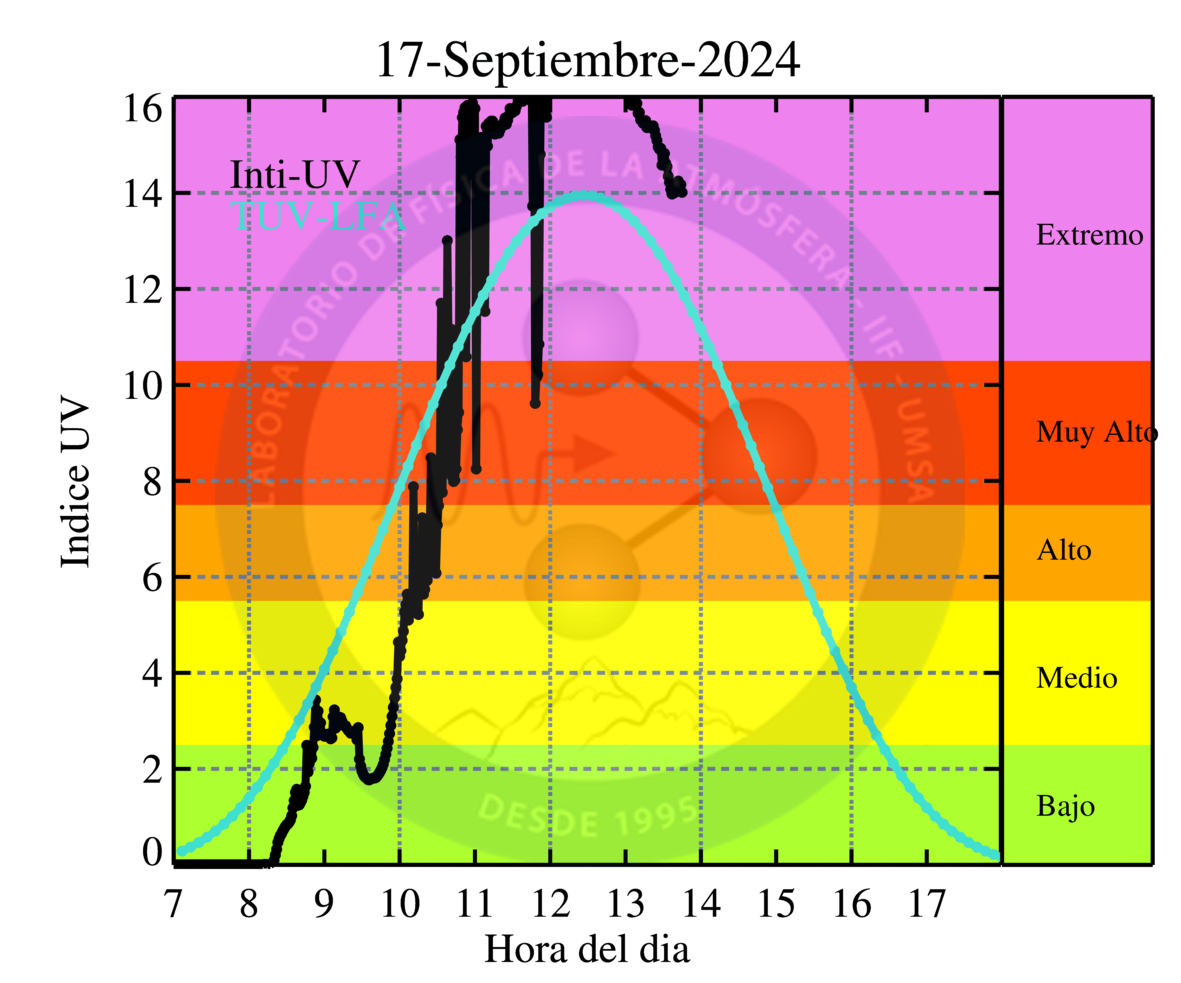 17-Septiembre-2024
Inti-UV
TUV-LFA
LABORATORIO DE FÍSICA DE LA ATMÓSFERA - IIF - UMSA
DESDE 1995
Indice UV
16
14
12
10
8
6
4
2
0
Extremo
Muy Alto
Alto
Medio
Bajo
7 8 9 10 11 12 13 14 15 16 17
Hora del dia